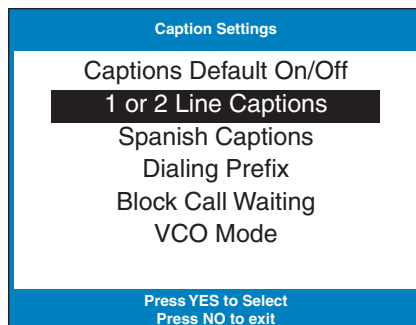 Caption Settings
Captions Default On/Off
1 or 2 Line Captions
Spanish Captions
Dialing Prefix
Block Call Waiting
VCO Mode
Press YES to Select
Press NO to exit